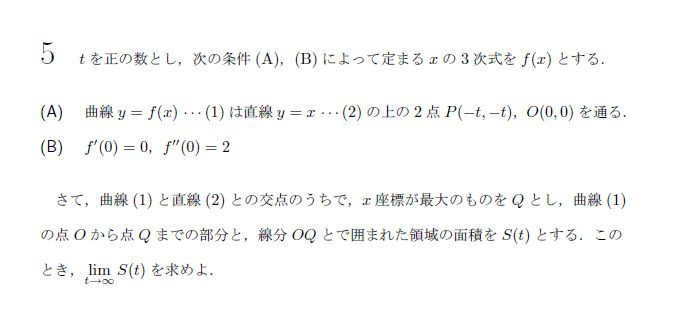 5 tを正の数とし，次の条件 (A)，(B) によって定まる x の 3 次式を f(x) とする．
(A) 曲線 y = f(x) ··· (1) は直線 y = x ··· (2) の上の 2 点 P(−t, −t)，O(0, 0) を通る．
(B) f′(0) = 0，f″(0) = 2
さて，曲線 (1) と直線 (2) との交点のうちで，x 座標が最大のものを Q とし，曲線 (1)
の点 O から点 Q までの部分と，線分 OQ とで囲まれた領域の面積を S(t) とする．この
とき，lim t→∞ S(t) を求めよ．